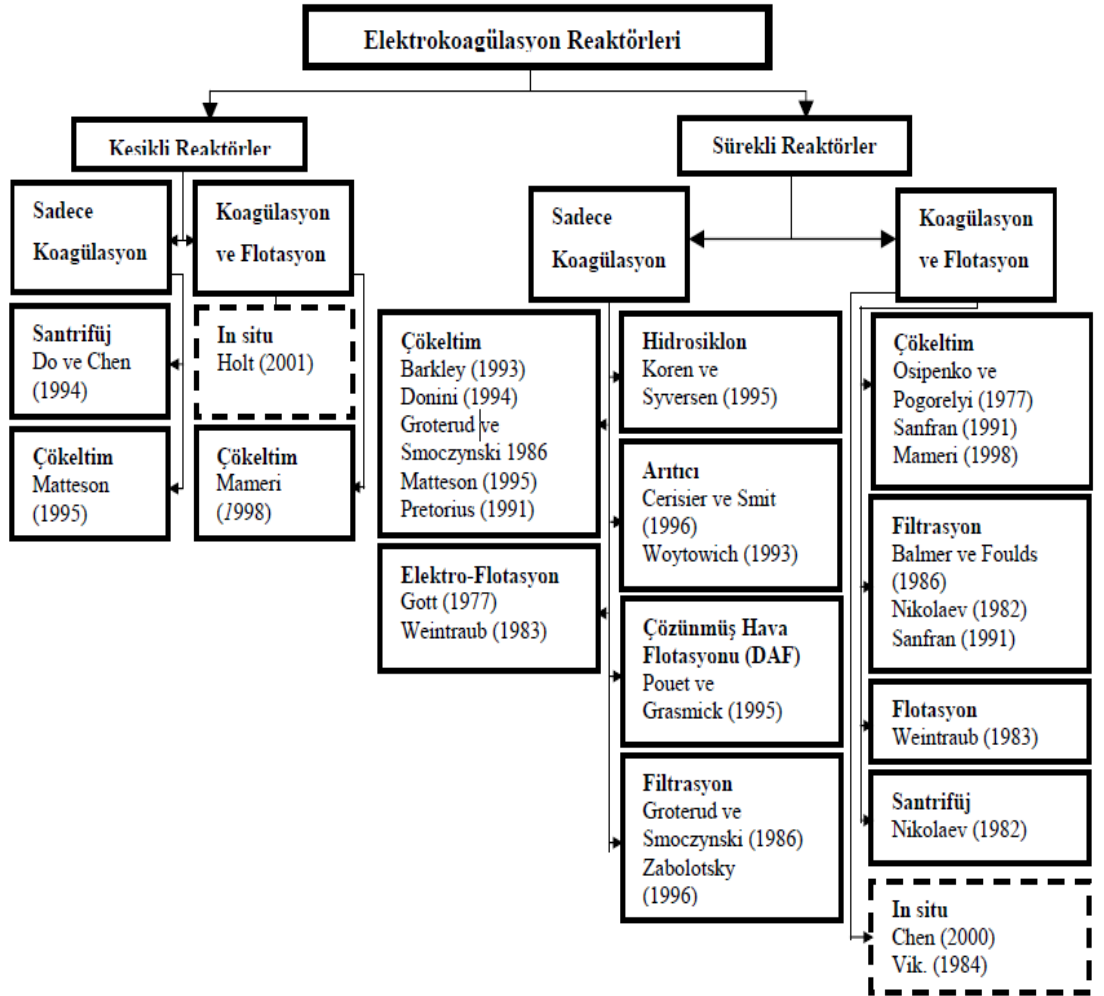 Elektrokoagülasyon Reaktörleri
Kesikli Reaktörler
Sürekli Reaktörler
Sadece
Koagülasyon
Koagülasyon
ve Flotasyon
Santrifüj
Do ve Chen
(1994)
In situ
Holt (2001)
Çökeltim
Matteson
(1995)
Çökeltim
Mameri
(1998)
Sadece
Koagülasyon
Koagülasyon
ve Flotasyon
Çökeltim
Barkley (1993)
Donini (1994)
Groterud ve
Smoczynski 1986
Matteson (1995)
Pretorius (1991)
Elektro-Flotasyon
Gott (1977)
Weintraub (1983)
Hidrosiklon
Koren ve
Syversen (1995)
Arıtıcı
Cerisier ve Smit
(1996)
Woytowich (1993)
Çözünmüş Hava
Flotasyonu (DAF)
Pouet ve
Grasmick (1995)
Filtrasyon
Groterud ve
Smoczynski (1986)
Zabolotsky
(1996)
Çökeltim
Osipenko ve
Pogorelyi (1977)
Sanfran (1991)
Mameri (1998)
Filtrasyon
Balmer ve Foulds
(1986)
Nikolaev (1982)
Sanfran (1991)
Flotasyon
Weintraub (1983)
Santrifüj
Nikolaev (1982)
In situ
Chen (2000)
Vik. (1984)